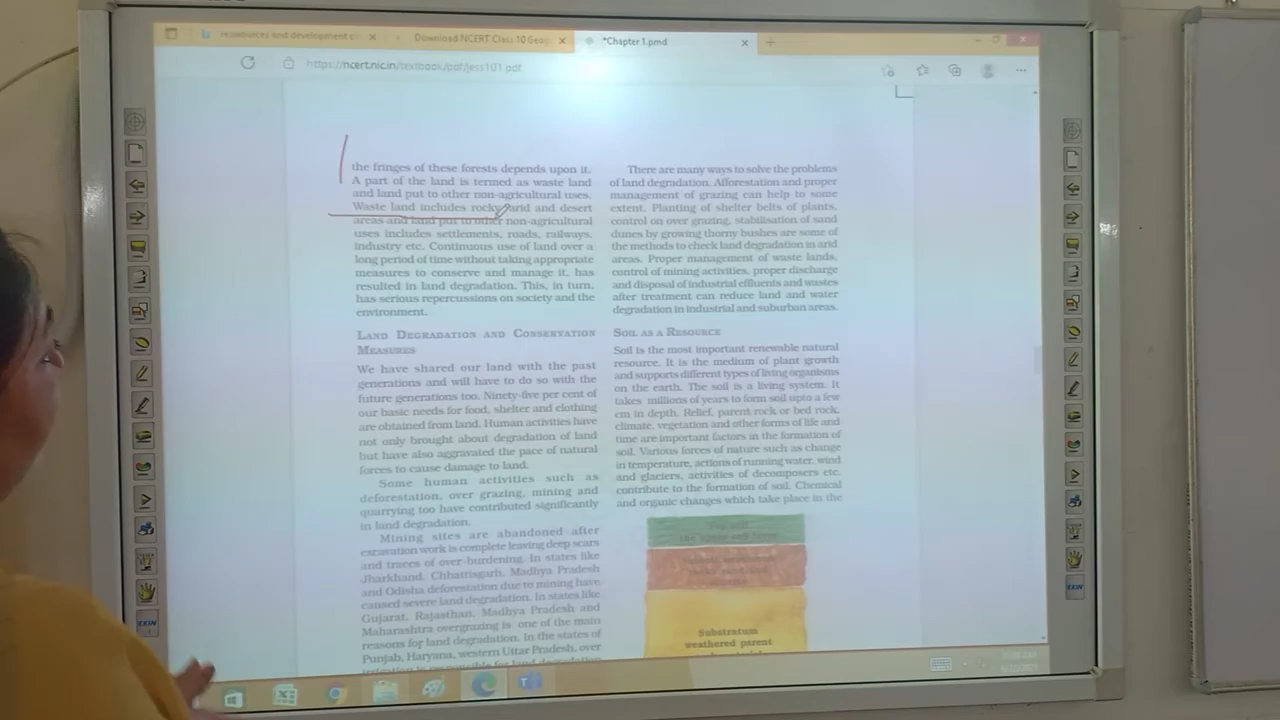 resources and development cl
Download NCERT Class 10 Geog
*Chapter 1.pmd
https://ncert.nic.in/textbook/pdf/jess101.pdf
the fringes of these forests depends upon it.
A part of the land is termed as waste land
and land put to other non-agricultural uses.
Waste land includes rocky, arid and desert
areas and land put to other non-agricultural
uses includes settlements, roads, railways,
industry etc. Continuous use of land over a
long period of time without taking appropriate
measures to conserve and manage it, has
resulted in land degradation. This, in turn,
has serious repercussions on society and the
environment.
LAND DEGRADATION AND CONSERVATION
MEASURES
We have shared our land with the past
generations and will have to do so with the
future generations too. Ninety-five per cent of
our basic needs for food, shelter and clothing
are obtained from land. Human activities have
not only brought about degradation of land
but have also aggravated the pace of natural
forces to cause damage to land.
Some human activities such as
deforestation, over grazing, mining and
quarrying too have contributed significantly
in land degradation.
Mining sites are abandoned after
excavation work is complete leaving deep scars
and traces of over-burdening. In states like
Jharkhand, Chhattisgarh, Madhya Pradesh
and Odisha deforestation due to mining have
caused severe land degradation. In states like
Gujarat, Rajasthan, Madhya Pradesh and
Maharashtra overgrazing is one of the main
reasons for land degradation. In the states of
Punjab, Haryana, western Uttar Pradesh, over
irrigation is responsible for land degradation
There are many ways to solve the problems
of land degradation. Afforestation and proper
management of grazing can help to some
extent. Planting of shelter belts of plants,
control on over grazing, stabilisation of sand
dunes by growing thorny bushes are some of
the methods to check land degradation in arid
areas. Proper management of waste lands,
control of mining activities, proper discharge
and disposal of industrial effluents and wastes
after treatment can reduce land and water
degradation in industrial and suburban areas.
SOIL AS A RESOURCE
Soil is the most important renewable natural
resource. It is the medium of plant growth
and supports different types of living organisms
on the earth. The soil is a living system. It
takes millions of years to form soil upto a few
cm in depth. Relief, parent rock or bed rock,
climate, vegetation and other forms of life and
time are important factors in the formation of
soil. Various forces of nature such as change
in temperature, actions of running water, wind
and glaciers, activities of decomposers etc.
contribute to the formation of soil. Chemical
and organic changes which take place in the
Top soil
the upper soil layer
Substratum
weathered parent
EXIN
EXIN